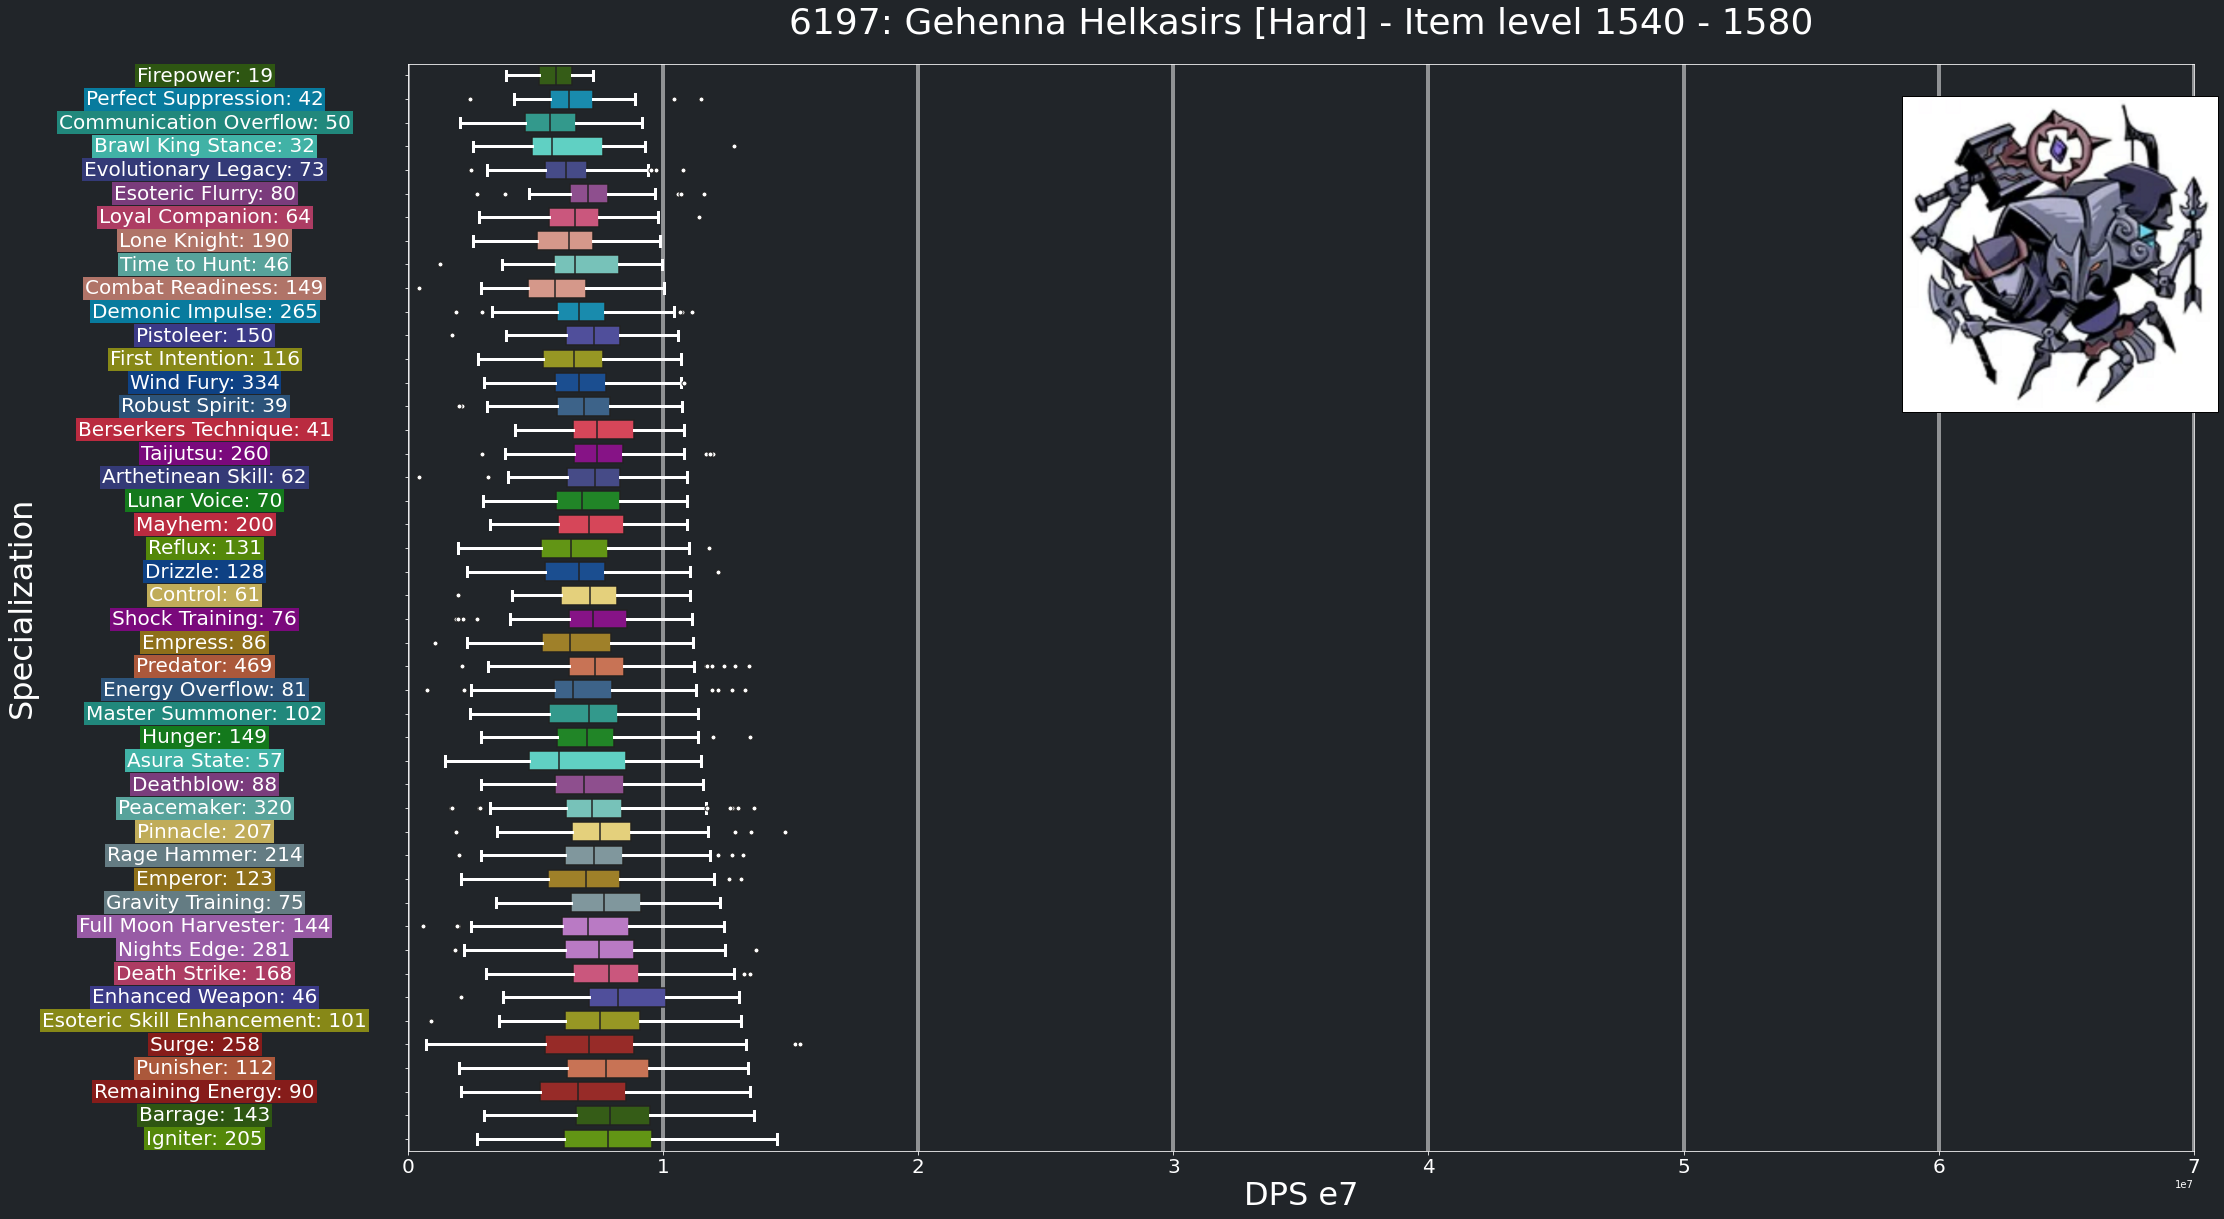 6197: Gehenna Helkasirs [Hard] - Item level 1540 - 1580
Specialization
Firepower: 19
Perfect Suppression: 42
Communication Overflow: 50
Brawl King Stance: 32
Evolutionary Legacy: 73
Esoteric Flurry: 80
Loyal Companion: 64
Lone Knight: 190
Time to Hunt: 46
Combat Readiness: 149
Demonic Impulse: 265
Pistoleer: 150
First Intention: 116
Wind Fury: 334
Robust Spirit: 39
Berserkers Technique: 41
Taijutsu: 260
Arthetinean Skill: 62
Lunar Voice: 70
Mayhem: 200
Reflux: 131
Drizzle: 128
Control: 61
Shock Training: 76
Empress: 86
Predator: 469
Energy Overflow: 81
Master Summoner: 102
Hunger: 149
Asura State: 57
Deathblow: 88
Peacemaker: 320
Pinnacle: 207
Rage Hammer: 214
Emperor: 123
Gravity Training: 75
Full Moon Harvester: 144
Nights Edge: 281
Death Strike: 168
Enhanced Weapon: 46
Esoteric Skill Enhancement: 101
Surge: 258
Punisher: 112
Remaining Energy: 90
Barrage: 143
Igniter: 205
0 1 2 3 4 5 6 7
1e7
DPS e7